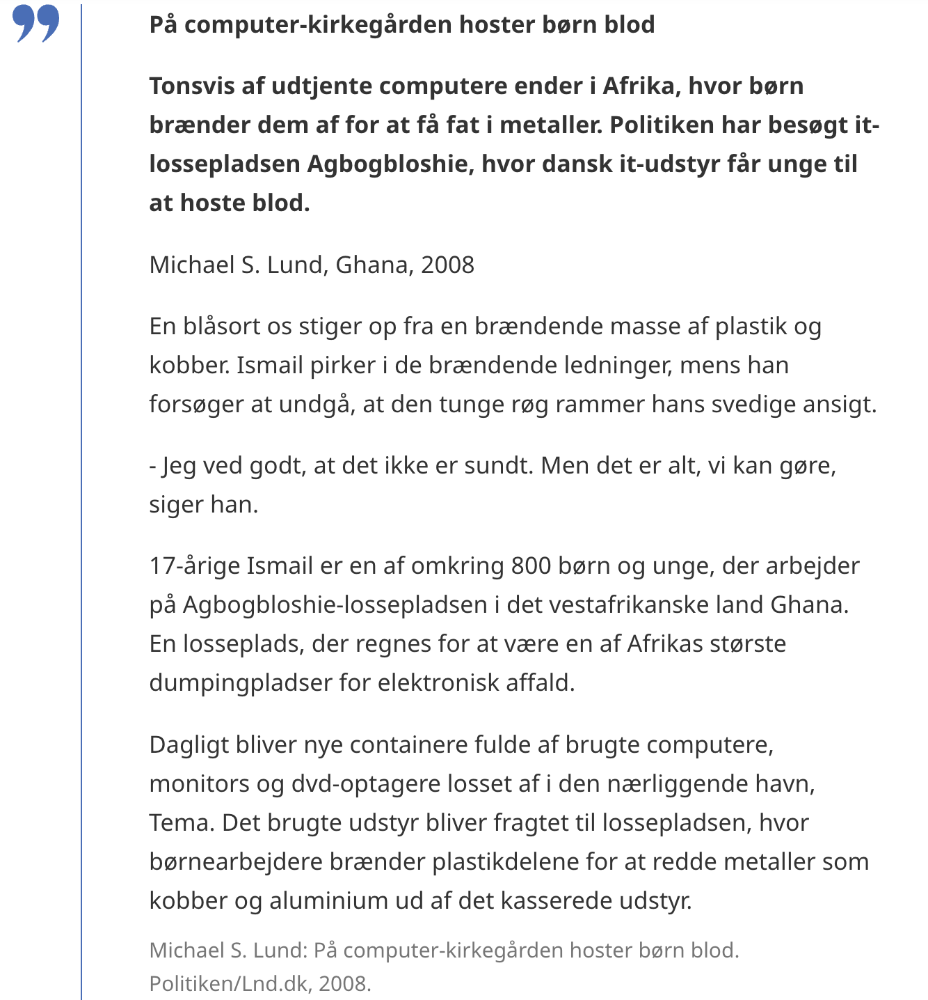 På computer-kirkegården hoster børn blod
Tonsvis af udtjente computere ender i Afrika, hvor børn
brænder dem af for at få fat i metaller. Politiken har besøgt it-
lossepladsen Agbogbloshie, hvor dansk it-udstyr får unge til
at hoste blod.
Michael S. Lund, Ghana, 2008
En blåsort os stiger op fra en brændende masse af plastik og
kobber. Ismail pirker i de brændende ledninger, mens han
forsøger at undgå, at den tunge røg rammer hans svedige ansigt.
- Jeg ved godt, at det ikke er sundt. Men det er alt, vi kan gøre,
siger han.
17-årige Ismail er en af omkring 800 børn og unge, der arbejder
på Agbogbloshie-lossepladsen i det vestafrikanske land Ghana.
En losseplads, der regnes for at være en af Afrikas største
dumpingpladser for elektronisk affald.
Dagligt bliver nye containere fulde af brugte computere,
monitors og dvd-optagere losset af i den nærliggende havn,
Tema. Det brugte udstyr bliver fragtet til lossepladsen, hvor
børnearbejdere brænder plastikdelene for at redde metaller som
kobber og aluminium ud af det kasserede udstyr.
Michael S. Lund: På computer-kirkegården hoster børn blod.
Politiken/Lnd.dk, 2008.